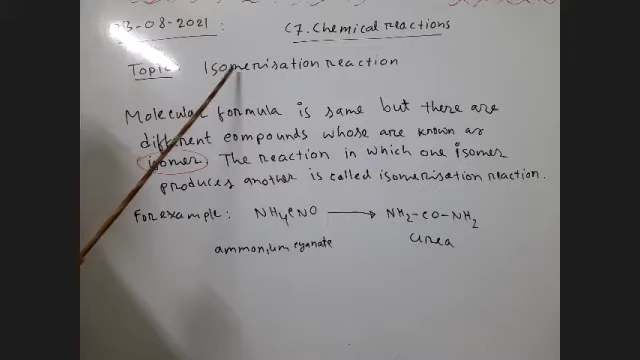 23-08-2021 : C7. Chemical Reactions
Topic Isomerisation reaction
Molecular formula is same but there are
different compounds whose are known as
isomer. The reaction in which one isomer
produces another is called isomerisation reaction.
For example: NH4CNO → NH2-CO-NH2
ammonium cyanate urea